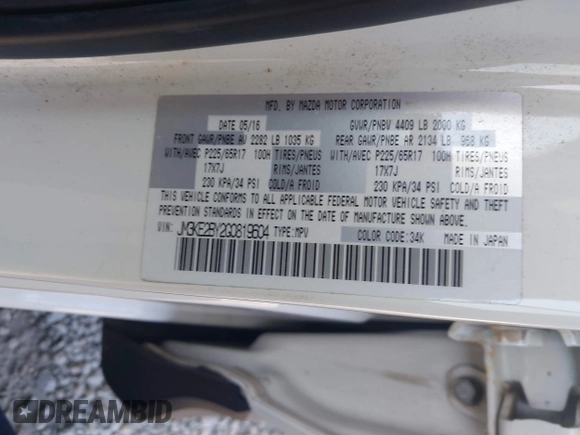 MFD. BY MAZDA MOTOR CORPORATION
DATE 05/16 GVWR/PNBV 4409 LB 2000 KG
FRONT GAWR/PNBE AV 2282 LB 1035 KG REAR GAWR/PNBE AR 2134 LB 968 KG
WITH/AVEC P225/65R17 100H TIRES/PNEUS WITH/AVEC P225/65R17 100H TIRES/PNEUS
17X7J RIMS/JANTES 17X7J RIMS/JANTES
230 KPA/34 PSI COLD/A FROID 230 KPA/34 PSI COLD/A FROID
THIS VEHICLE CONFORMS TO ALL APPLICABLE FEDERAL MOTOR VEHICLE SAFETY AND THEFT
PREVENTION STANDARDS IN EFFECT ON THE DATE OF MANUFACTURE SHOWN ABOVE.
VIN: JM3KE2BY2G0819604 TYPE:MPV COLOR CODE:34K MADE IN JAPAN
DREAMBID